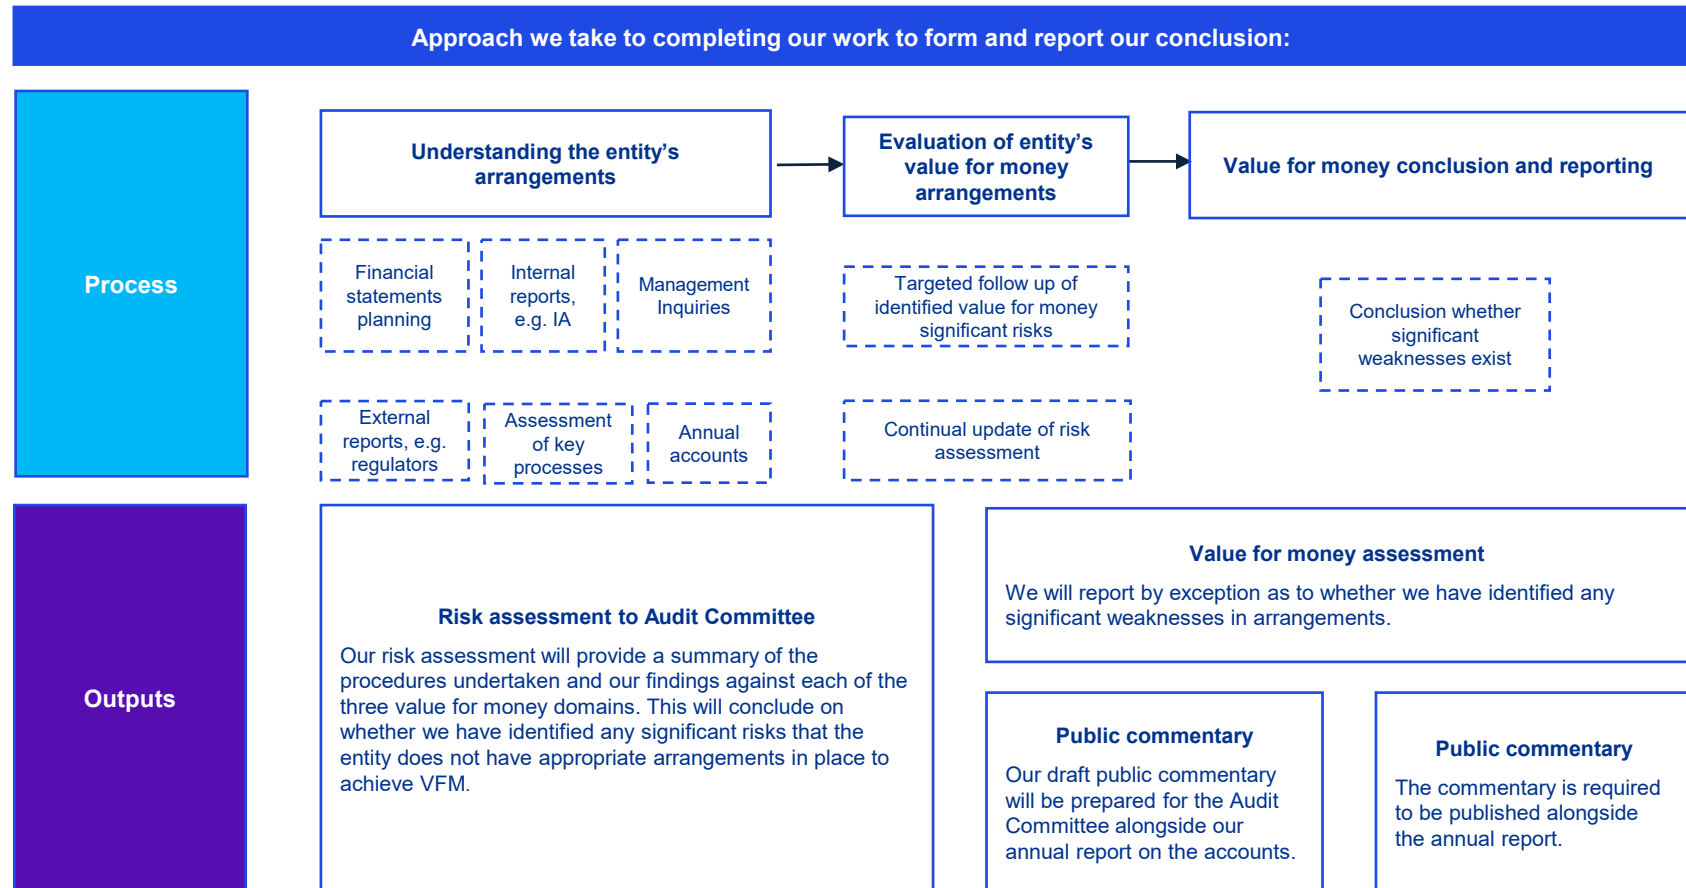 Approach we take to completing our work to form and report our conclusion:
Process
Understanding the entity’s
arrangements
Evaluation of entity’s
value for money
arrangements
Value for money conclusion and reporting
Financial
statements
planning
Internal
reports,
e.g. IA
Management
Inquiries
Targeted follow up of
identified value for money
significant risks
Conclusion whether
significant
weaknesses exist
External
reports, e.g.
regulators
Assessment
of key
processes
Annual
accounts
Continual update of risk
assessment
Outputs
Risk assessment to Audit Committee
Our risk assessment will provide a summary of the
procedures undertaken and our findings against each of the
three value for money domains. This will conclude on
whether we have identified any significant risks that the
entity does not have appropriate arrangements in place to
achieve VFM.
Value for money assessment
We will report by exception as to whether we have identified any
significant weaknesses in arrangements.
Public commentary
Our draft public commentary
will be prepared for the Audit
Committee alongside our
annual report on the accounts.
Public commentary
The commentary is required
to be published alongside
the annual report.